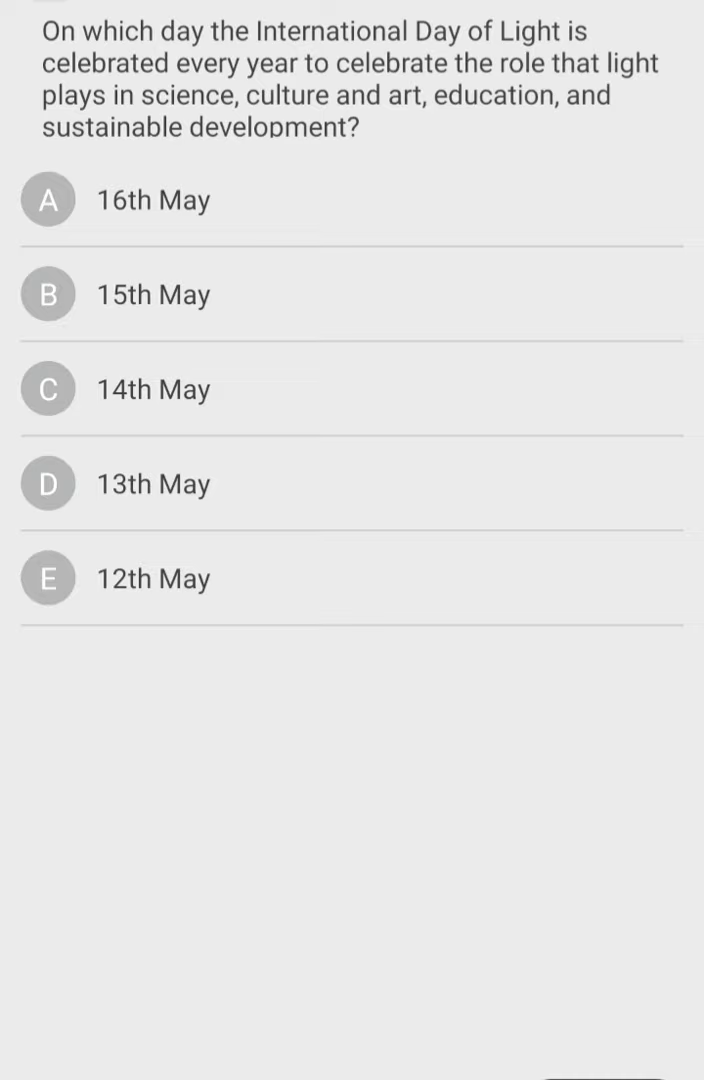 On which day the International Day of Light is
celebrated every year to celebrate the role that light
plays in science, culture and art, education, and
sustainable development?
A 16th May
B 15th May
C 14th May
D 13th May
E 12th May